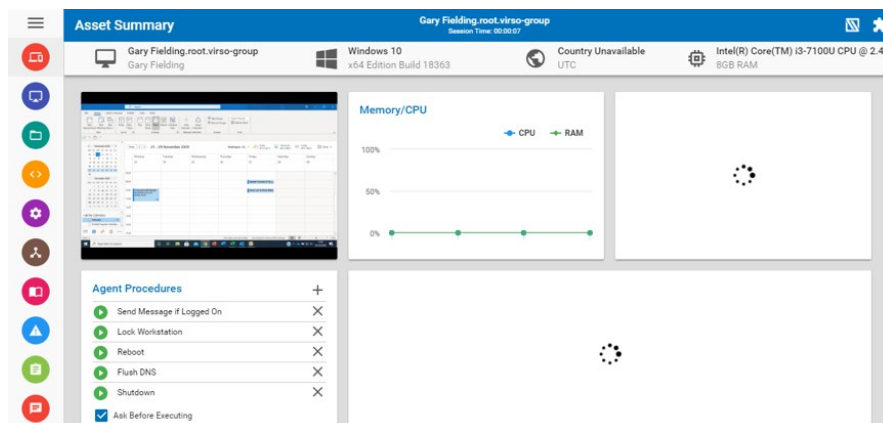 Asset Summary
Gary Fielding.root.virso-group
Session Time: 00:00:07
Gary Fielding.root.virso-group
Gary Fielding
Windows 10
x64 Edition Build 18363
Country Unavailable
UTC
Intel(R) Core(TM) i3-7100U CPU @ 2.4
8GB RAM
Memory/CPU
CPU
RAM
100%
50%
0%
Agent Procedures
Send Message if Logged On
Lock Workstation
Reboot
Flush DNS
Shutdown
Ask Before Executing